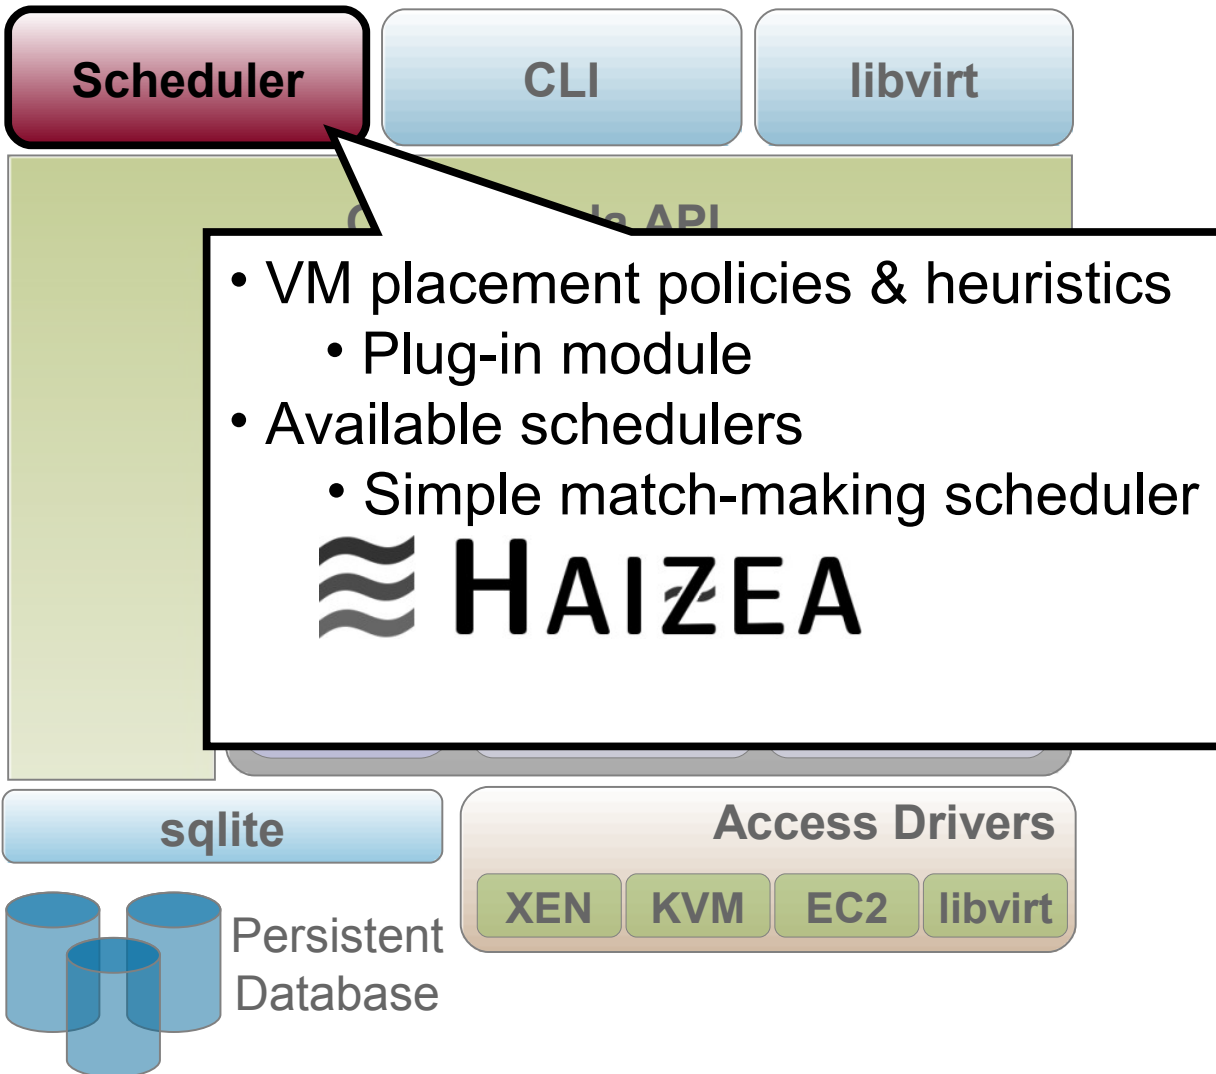 Scheduler
CLI
libvirt
API
• VM placement policies & heuristics
• Plug-in module
• Available schedulers
• Simple match-making scheduler
HAIZEA
sqlite
Access Drivers
XEN
KVM
EC2
libvirt
Persistent
Database